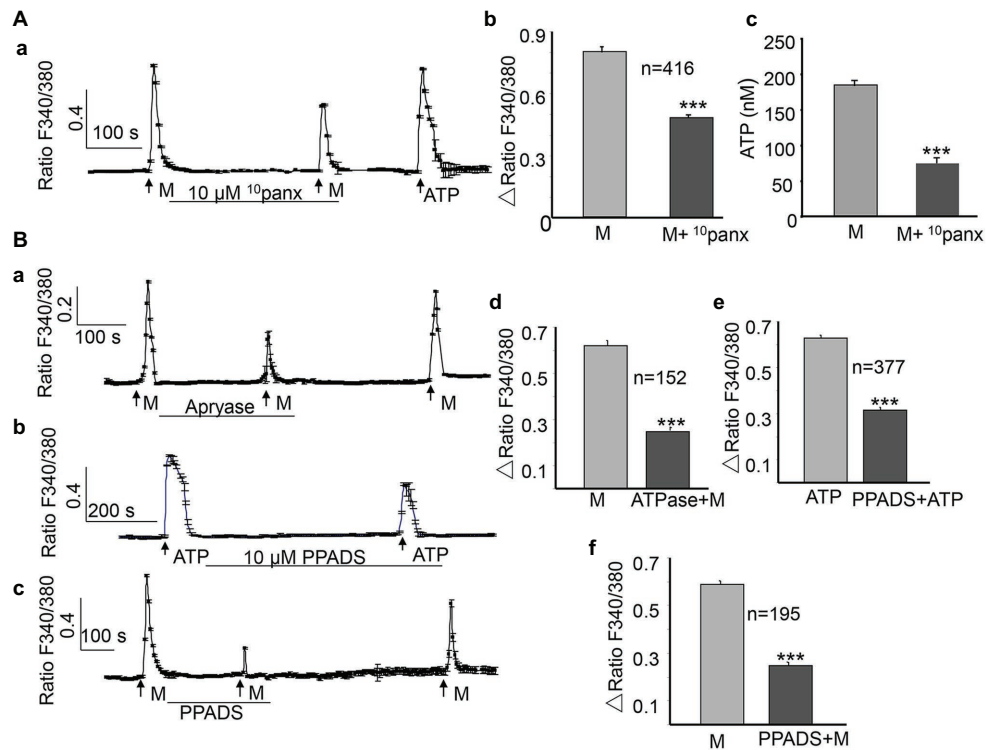 A
a
Ratio F340/380
0.4
100 s
M
10 µM ¹⁰panx
M
ATP
b
△ Ratio F340/380
0.9
0.6
0.3
0
n=416
***
M
M+ ¹⁰panx
c
ATP (nM)
250
200
150
100
50
0
***
M
M+ ¹⁰panx
B
a
Ratio F340/380
0.2
100 s
M
Apryase
M
M
b
Ratio F340/380
0.4
200 s
ATP
10 µM PPADS
ATP
c
Ratio F340/380
0.4
100 s
M
PPADS
M
M
d
△ Ratio F340/380
0.7
0.5
0.3
0.1
n=152
***
M
ATPase+M
e
△ Ratio F340/380
0.7
0.5
0.3
0.1
n=377
***
ATP
PPADS+ATP
f
△ Ratio F340/380
0.7
0.5
0.3
0.1
n=195
***
M
PPADS+M